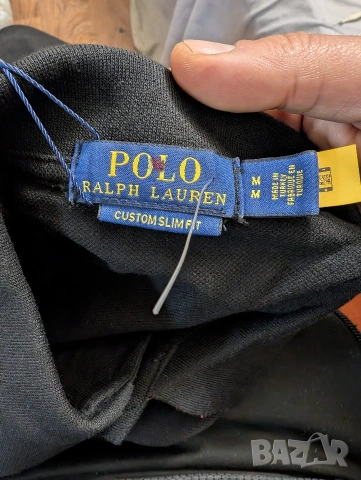 POLO
RALPH LAUREN
CUSTOM SLIM FIT
M
M
MADE IN
TURKEY
FABRIQUÉ EN
TURQUIE
BAZAR